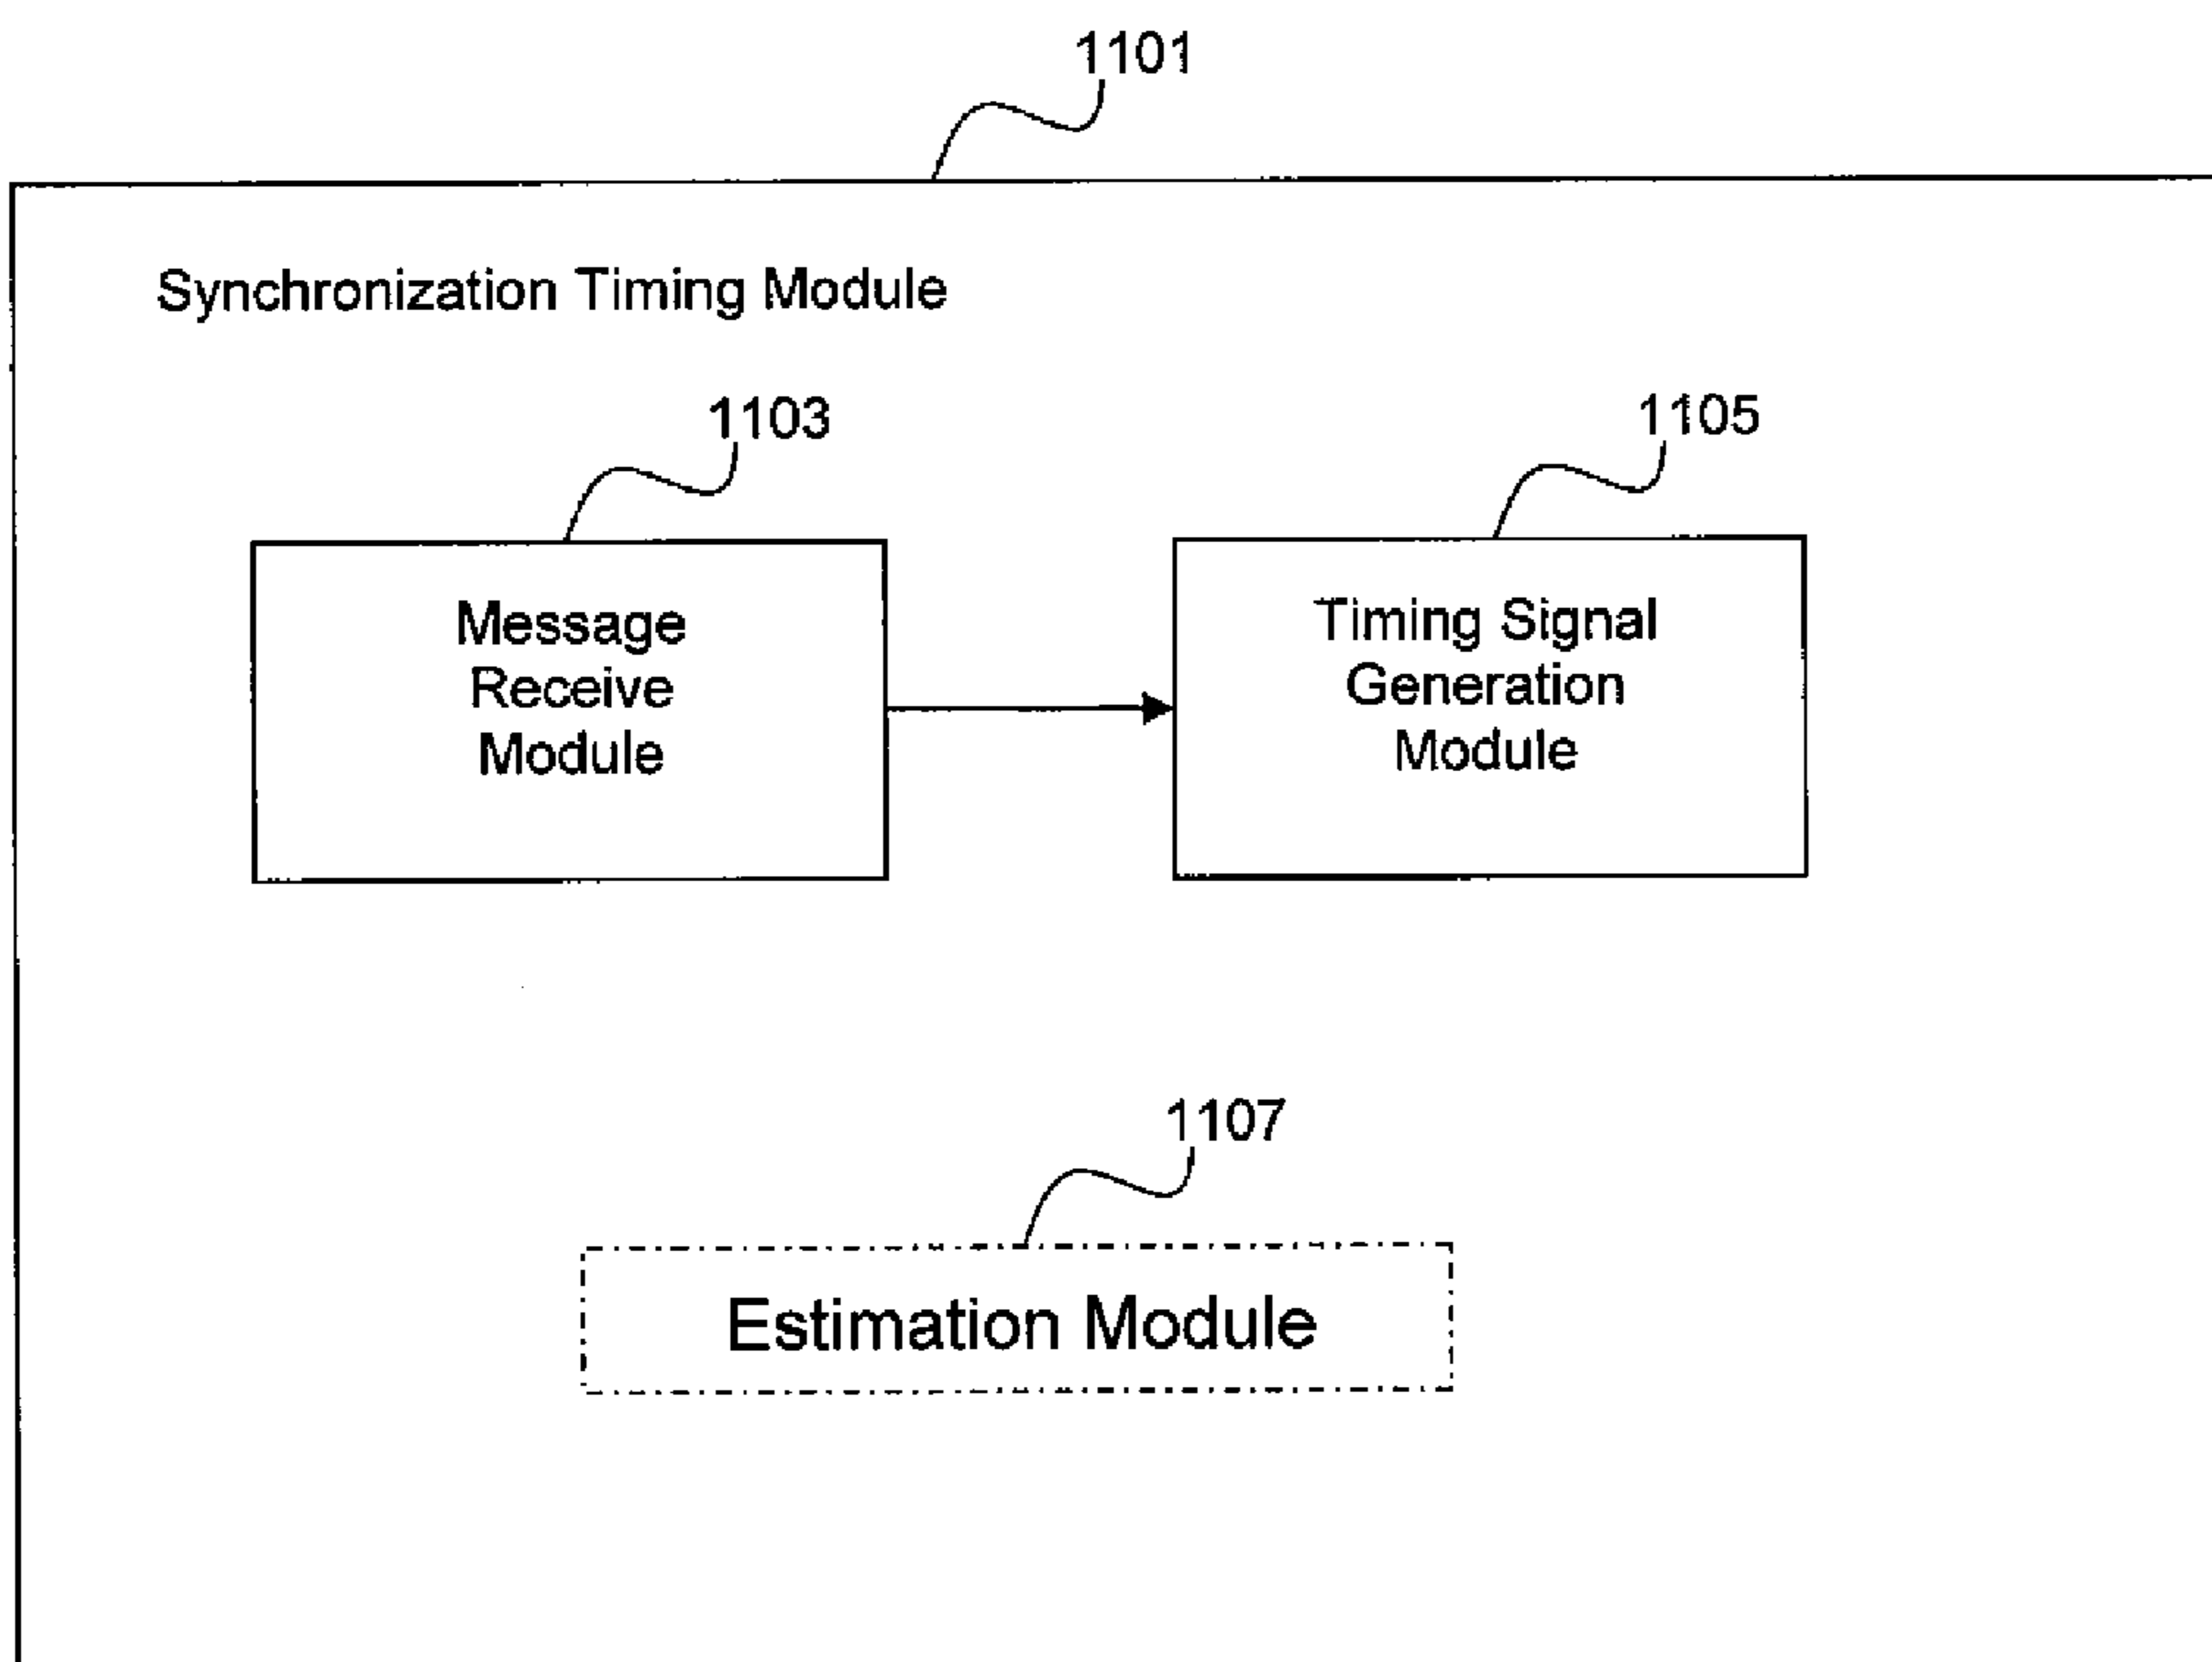 1101
Synchronization Timing Module
1103
1105
Message
Receive
Module
Timing Signal
Generation
Module
1107
Estimation Module